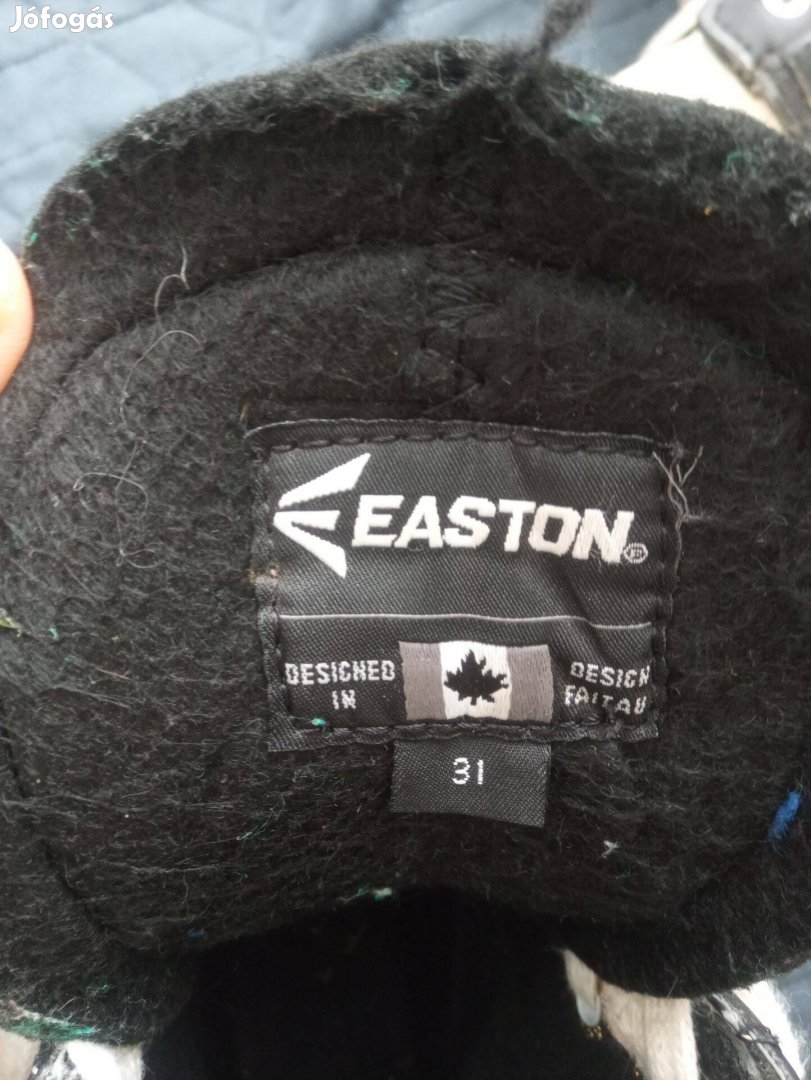 Jófogás
EASTON®
DESIGNED
IN
DESIGN
FAIT AU
31